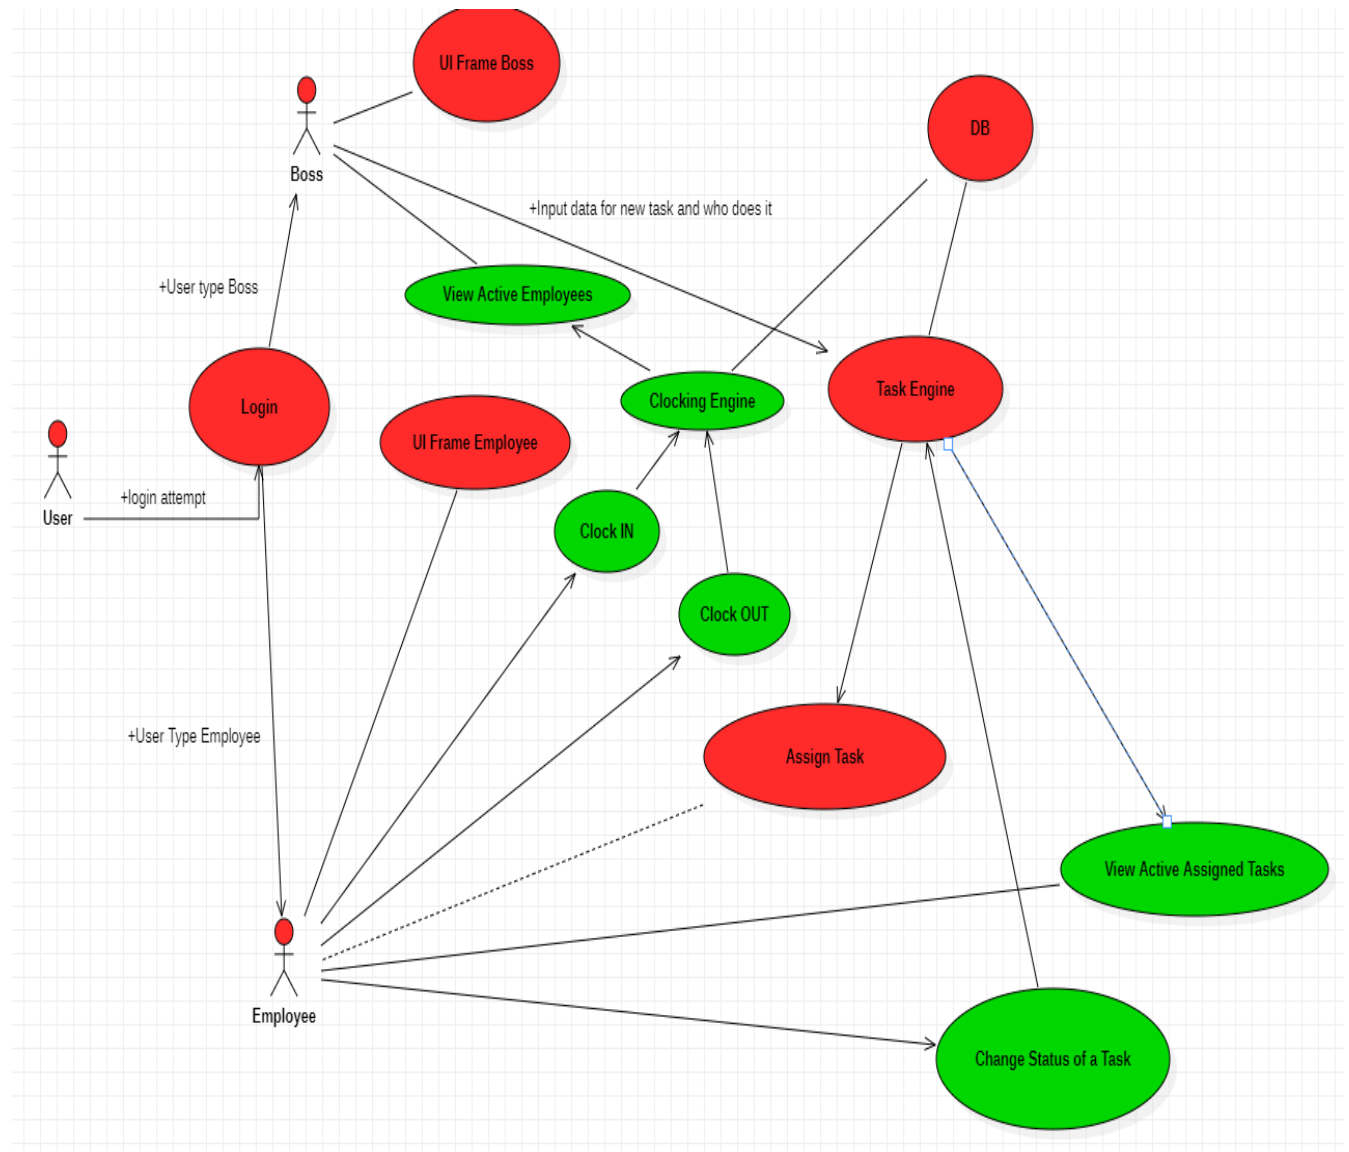 UI Frame Boss
DB
Boss
+Input data for new task and who does it
+User type Boss
View Active Employees
Task Engine
Clocking Engine
Login
UI Frame Employee
+login attempt
User
Clock IN
Clock OUT
+User Type Employee
Assign Task
View Active Assigned Tasks
Employee
Change Status of a Task